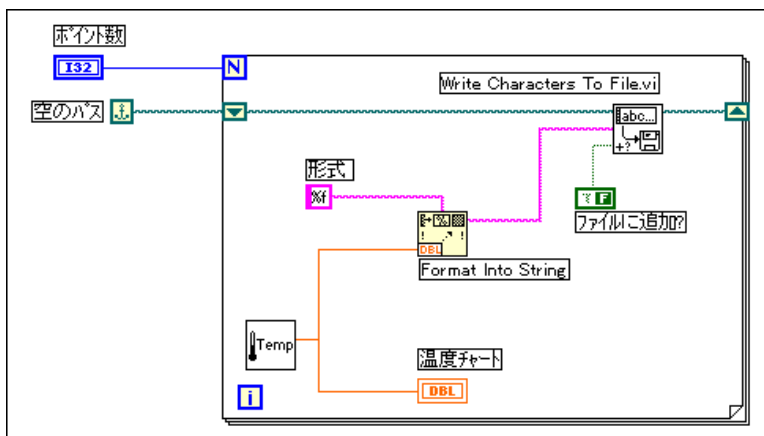 ポイント数
I32
N
Write Characters To File.vi
空のパス
abc...
+?
形式
%f
T F
ファイルに追加?
%
DBL
Format Into String
Temp
温度チャート
DBL
i